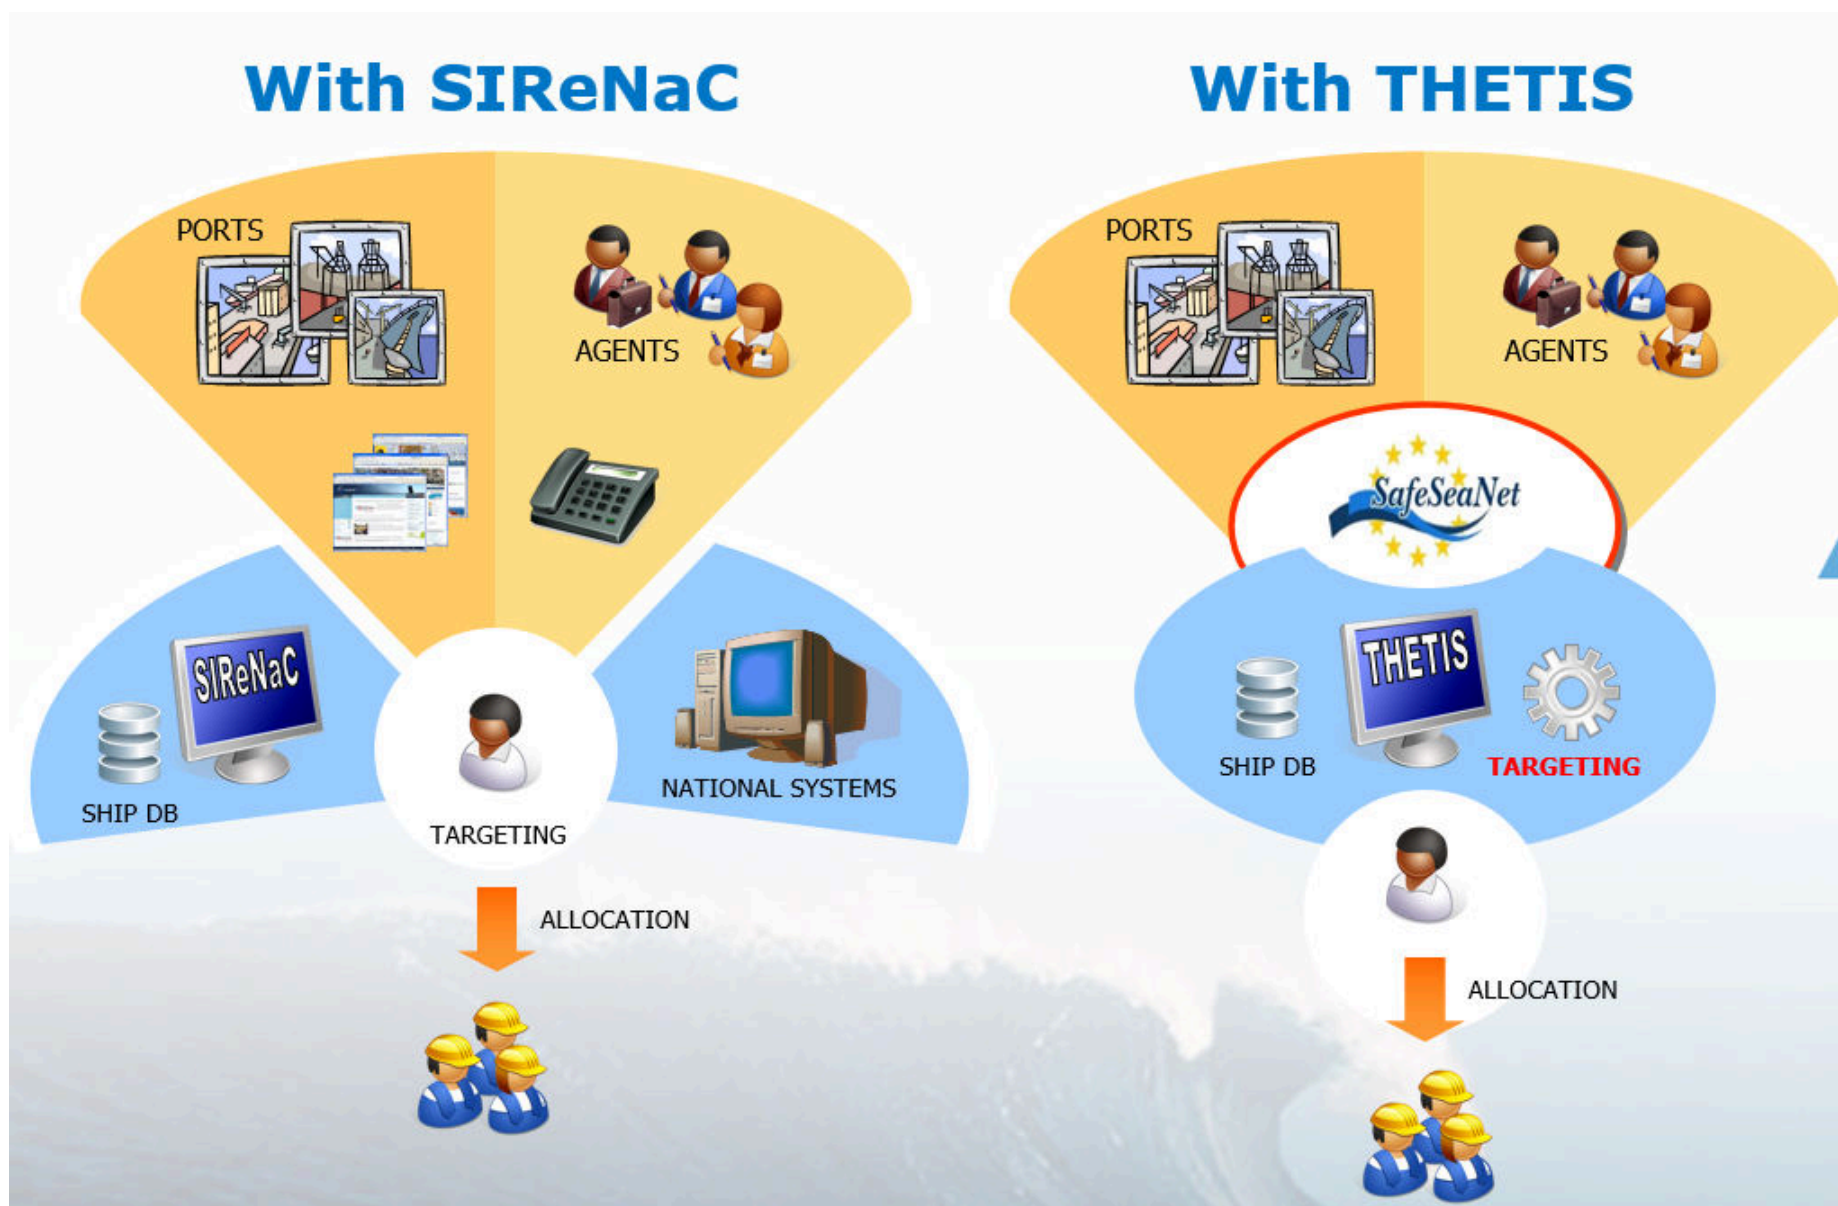 With SIReNaC
PORTS
AGENTS
SIReNaC
SHIP DB
NATIONAL SYSTEMS
TARGETING
ALLOCATION
With THETIS
PORTS
AGENTS
SafeSeaNet
THETIS
SHIP DB
TARGETING
ALLOCATION